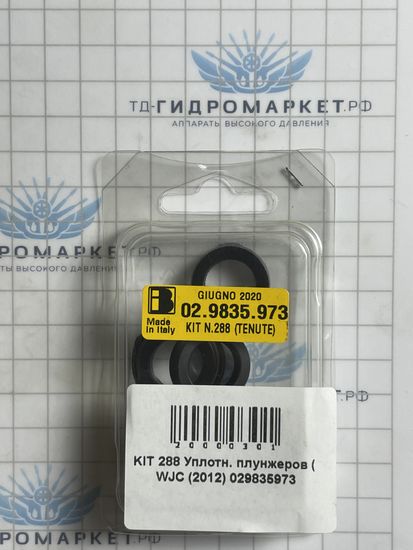 ТД-ГИДРОМАРКЕТ.РФ
АППАРАТЫ ВЫСОКОГО ДАВЛЕНИЯ
РОМАРКЕТ.РФ
ТЫ ВЫСОКОГО ДАВЛЕНИЯ
Made
in Italy
GIUGNO 2020
02.9835.973
KIT N.288 (TENUTE)
20000301
KIT 288 Уплотн. плунжеров (
WJC (2012) 029835973